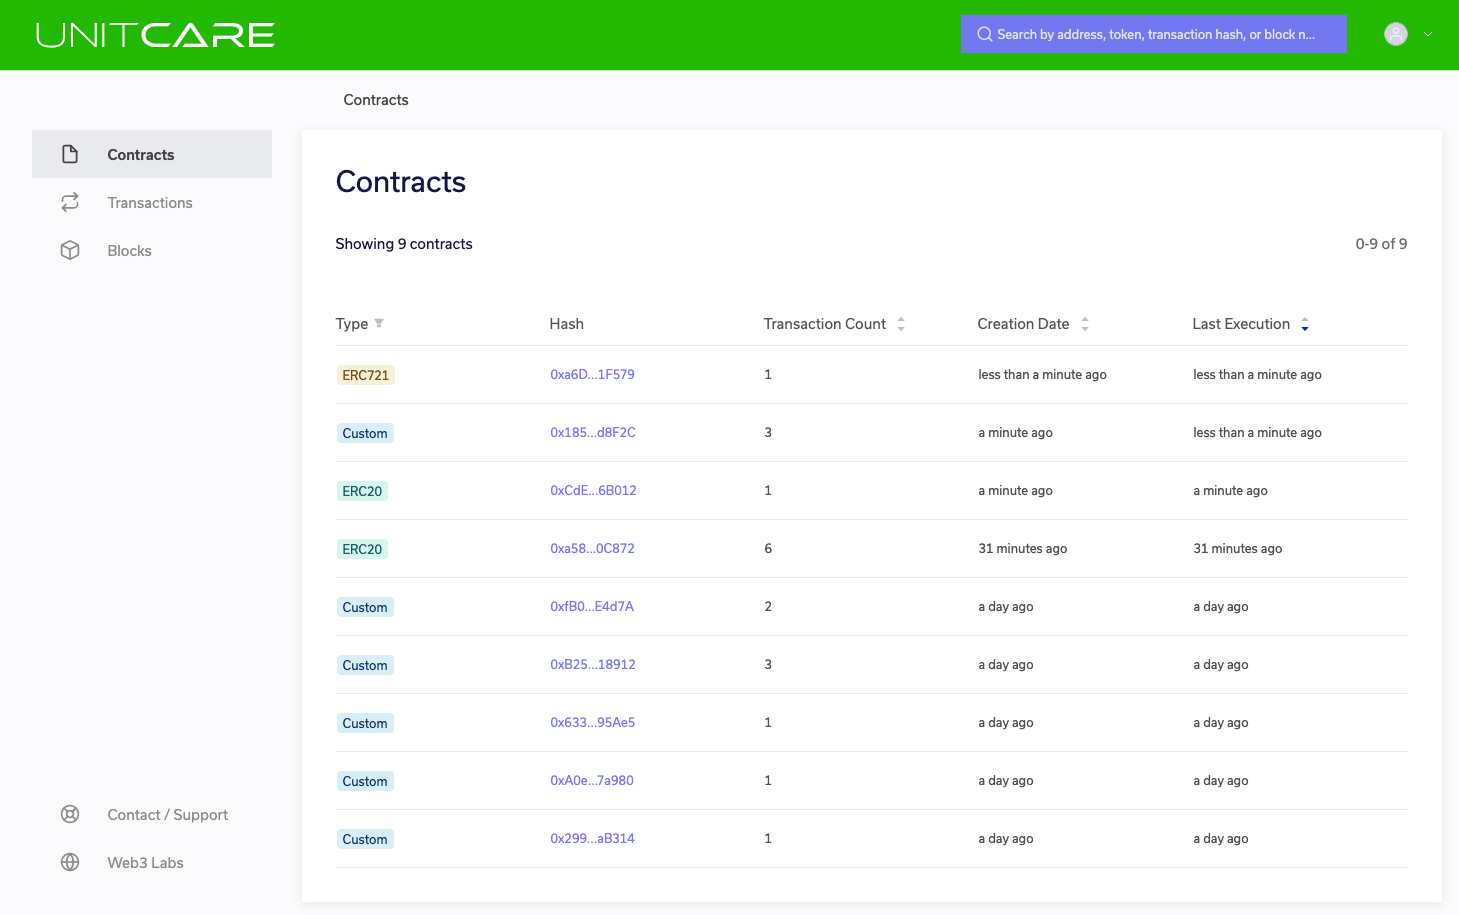 UNITCARE
Search by address, token, transaction hash, or block n...
Contracts
Contracts
Transactions
Blocks
Contracts
Showing 9 contracts 0-9 of 9
Type Hash Transaction Count Creation Date Last Execution
ERC721 0xa6D...1F579 1 less than a minute ago less than a minute ago
Custom 0x185...d8F2C 3 a minute ago less than a minute ago
ERC20 0xCdE...6B012 1 a minute ago a minute ago
ERC20 0xa58...0C872 6 31 minutes ago 31 minutes ago
Custom 0xfB0...E4d7A 2 a day ago a day ago
Custom 0xB25...18912 3 a day ago a day ago
Custom 0x633...95Ae5 1 a day ago a day ago
Custom 0xA0e...7a980 1 a day ago a day ago
Custom 0x299...aB314 1 a day ago a day ago
Contact / Support
Web3 Labs